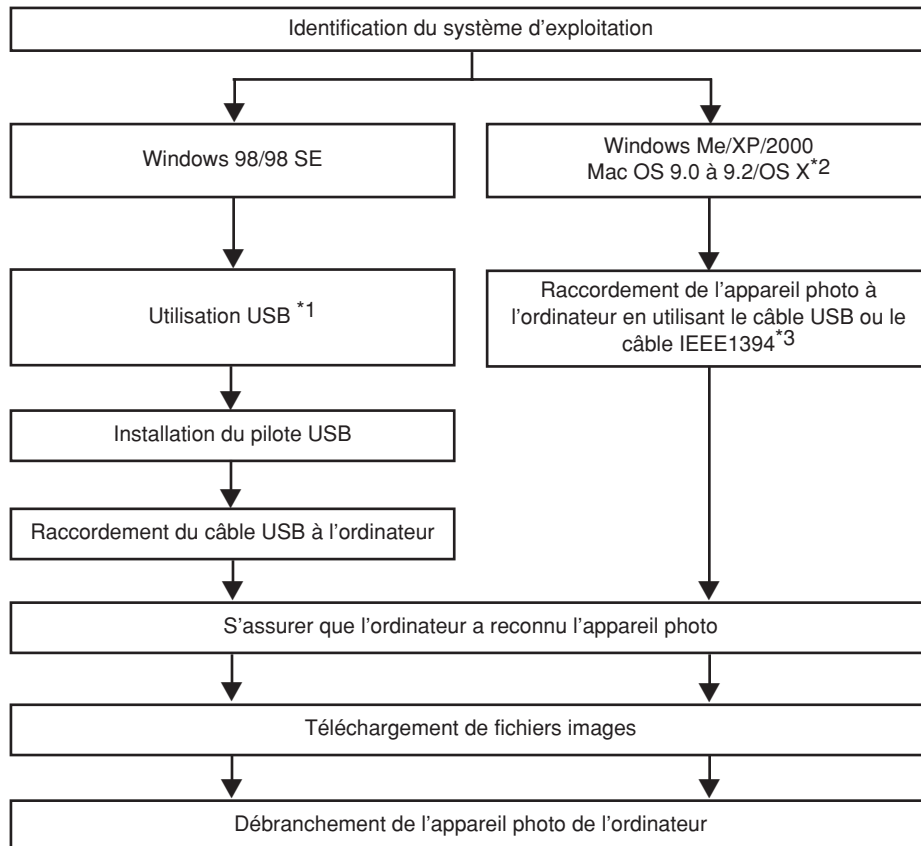 Identification du système d’exploitation
Windows 98/98 SE
Windows Me/XP/2000
Mac OS 9.0 à 9.2/OS X*2
Utilisation USB *1
Raccordement de l’appareil photo à
l’ordinateur en utilisant le câble USB ou le
câble IEEE1394*3
Installation du pilote USB
Raccordement du câble USB à l’ordinateur
S’assurer que l’ordinateur a reconnu l’appareil photo
Téléchargement de fichiers images
Débranchement de l’appareil photo de l’ordinateur